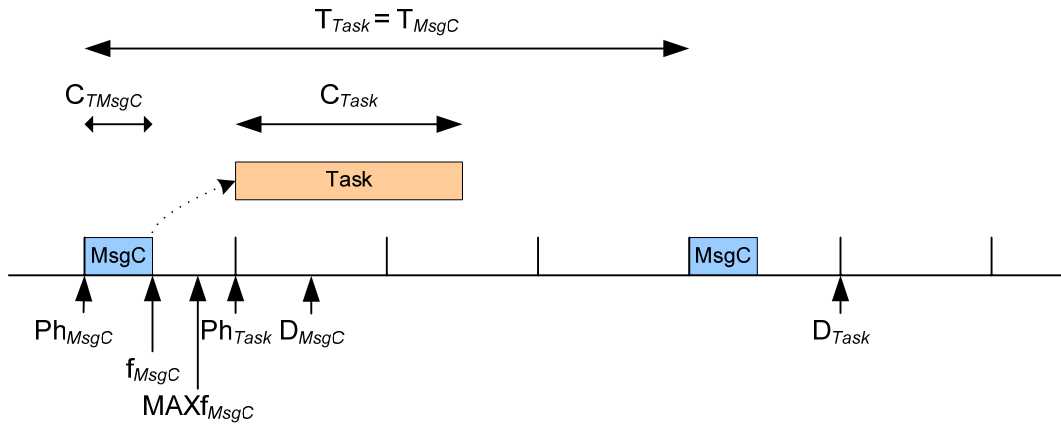 T_Task = T_MsgC
C_TMsgC
C_Task
Task
MsgC
MsgC
Ph_MsgC
Ph_Task
D_MsgC
D_Task
f_MsgC
MAXf_MsgC